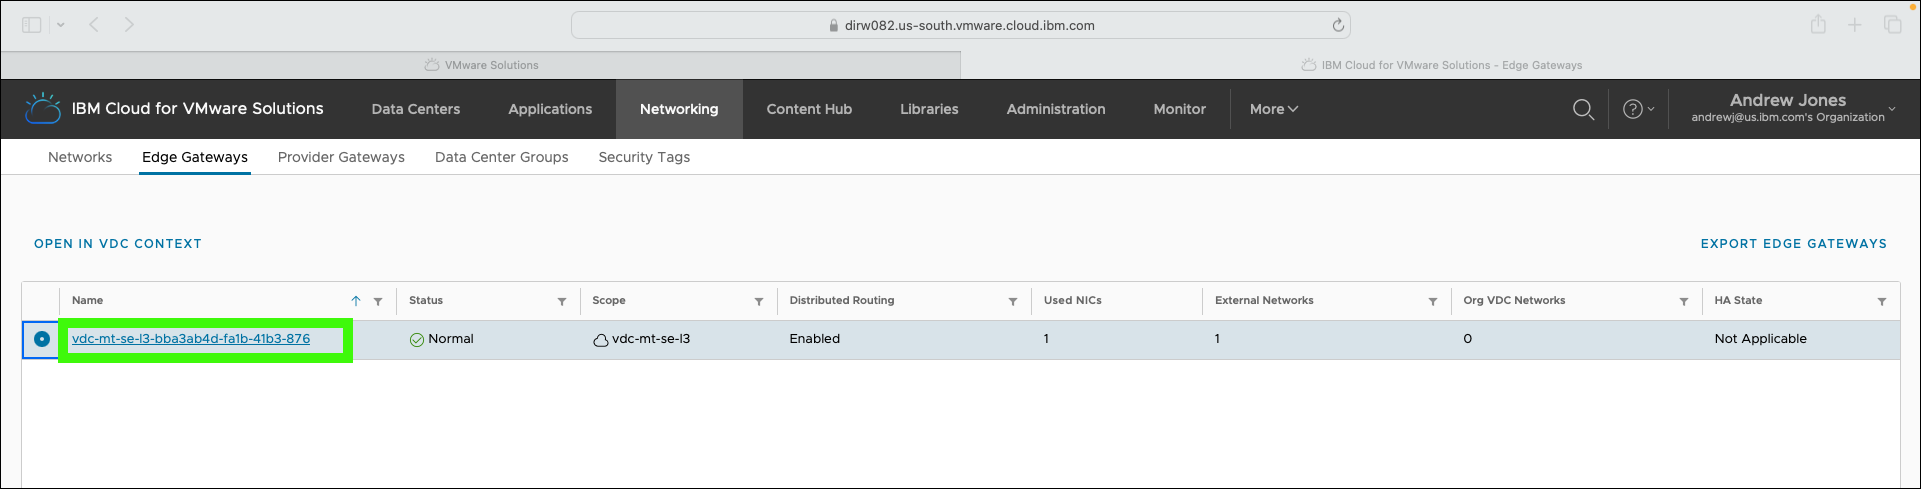 dirw082.us-south.vmware.cloud.ibm.com
VMware Solutions
IBM Cloud for VMware Solutions - Edge Gateways
IBM Cloud for VMware Solutions
Data Centers
Applications
Networking
Content Hub
Libraries
Administration
Monitor
More
Andrew Jones
andrewj@us.ibm.com's Organization
Networks
Edge Gateways
Provider Gateways
Data Center Groups
Security Tags
OPEN IN VDC CONTEXT
EXPORT EDGE GATEWAYS
Name Status Scope Distributed Routing Used NICs External Networks Org VDC Networks HA State
vdc-mt-se-l3-bba3ab4d-fa1b-41b3-876 Normal vdc-mt-se-l3 Enabled 1 1 0 Not Applicable